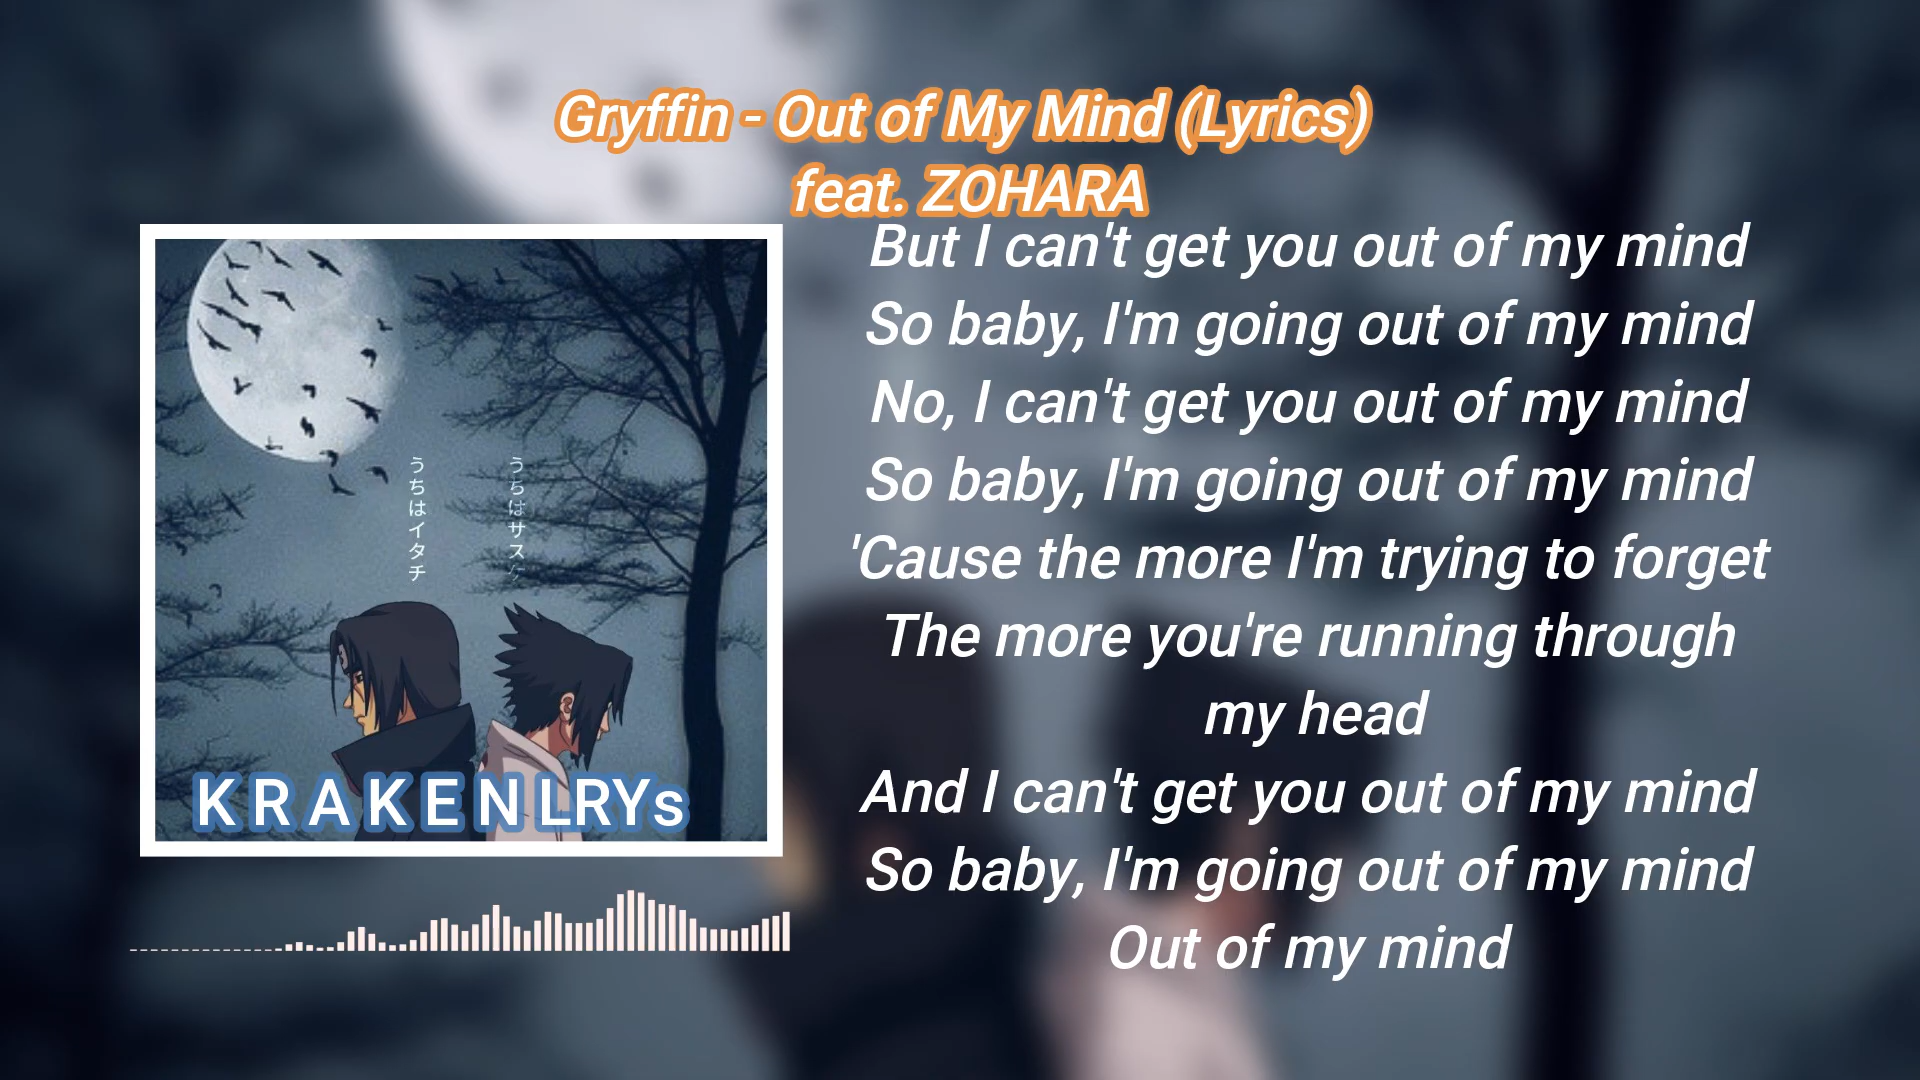 Gryffin - Out of My Mind (Lyrics)
feat. ZOHARA
But I can't get you out of my mind
So baby, I'm going out of my mind
No, I can't get you out of my mind
So baby, I'm going out of my mind
'Cause the more I'm trying to forget
The more you're running through
my head
And I can't get you out of my mind
So baby, I'm going out of my mind
Out of my mind
うちはイタチ
うちはサスケ
K R A K E N LRYs